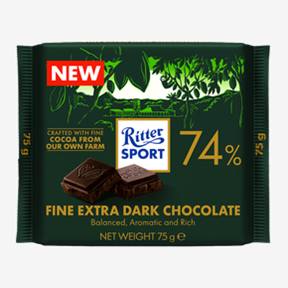 NEW
CRAFTED WITH FINE
COCOA FROM
OUR OWN FARM
Ritter
SPORT
74%
75 g
75 g
FINE EXTRA DARK CHOCOLATE
Balanced, Aromatic and Rich
NET WEIGHT 75 g e